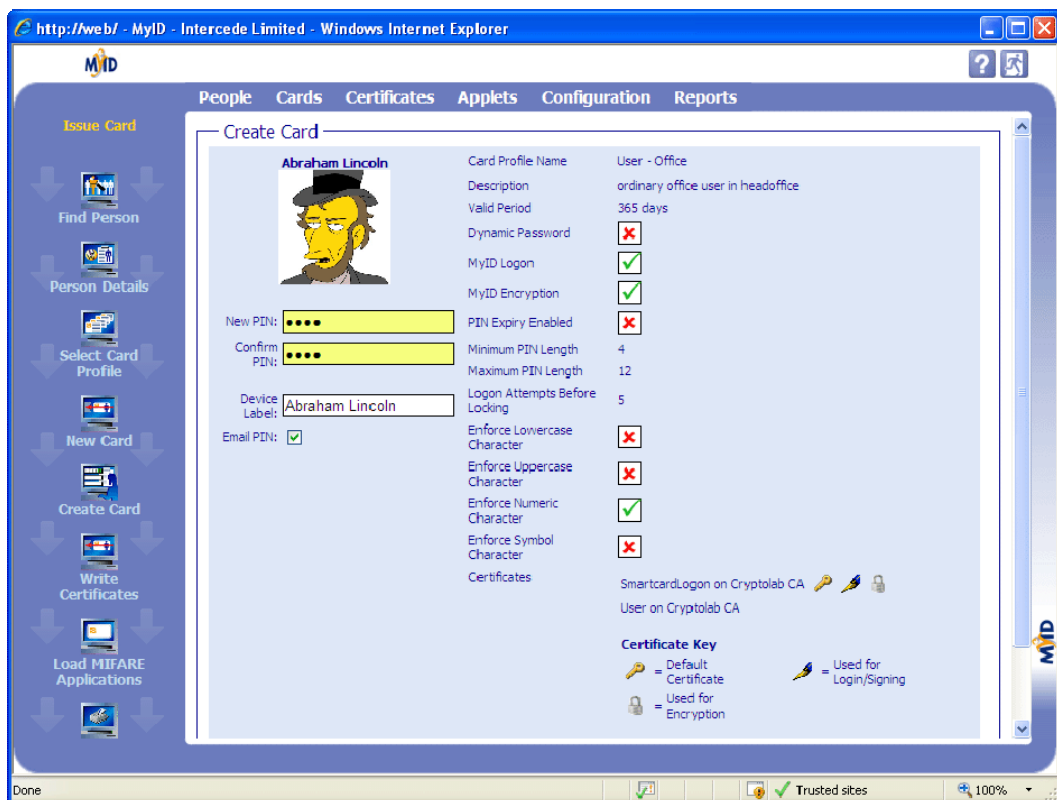 http://web/ - MyID - Intercede Limited - Windows Internet Explorer
MyID
People Cards Certificates Applets Configuration Reports
Issue Card
Find Person
Person Details
Select Card
Profile
New Card
Create Card
Write
Certificates
Load MIFARE
Applications
Create Card
Abraham Lincoln
New PIN: ••••
Confirm
PIN: ••••
Device
Label: Abraham Lincoln
Email PIN:
Card Profile Name User - Office
Description ordinary office user in headoffice
Valid Period 365 days
Dynamic Password
MyID Logon
MyID Encryption
PIN Expiry Enabled
Minimum PIN Length 4
Maximum PIN Length 12
Logon Attempts Before
Locking 5
Enforce Lowercase
Character
Enforce Uppercase
Character
Enforce Numeric
Character
Enforce Symbol
Character
Certificates SmartcardLogon on Cryptolab CA
User on Cryptolab CA
Certificate Key
= Default
Certificate
= Used for
Login/Signing
= Used for
Encryption
MyID
Done Trusted sites 100%